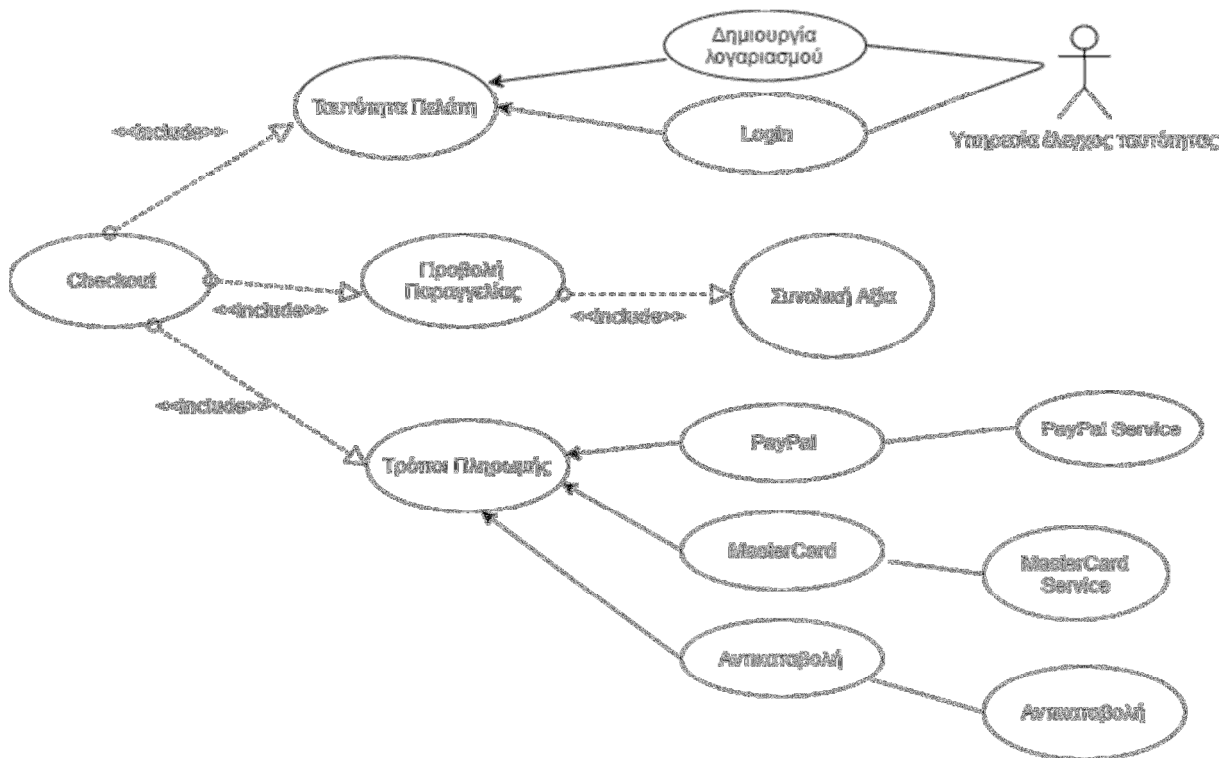 Δημιουργία
λογαριασμού
Ταυτότητα Πελάτη
<<include>>
Login
Υπηρεσία έλεγχος ταυτότητας
Checkout
Προβολή
Παραγγελίας
Συνολική Αξία
<<include>>
<<include>>
<<include>>
Τρόποι Πληρωμής
PayPal
PayPal Service
MasterCard
MasterCard
Service
Αντικαταβολή
Αντικαταβολή